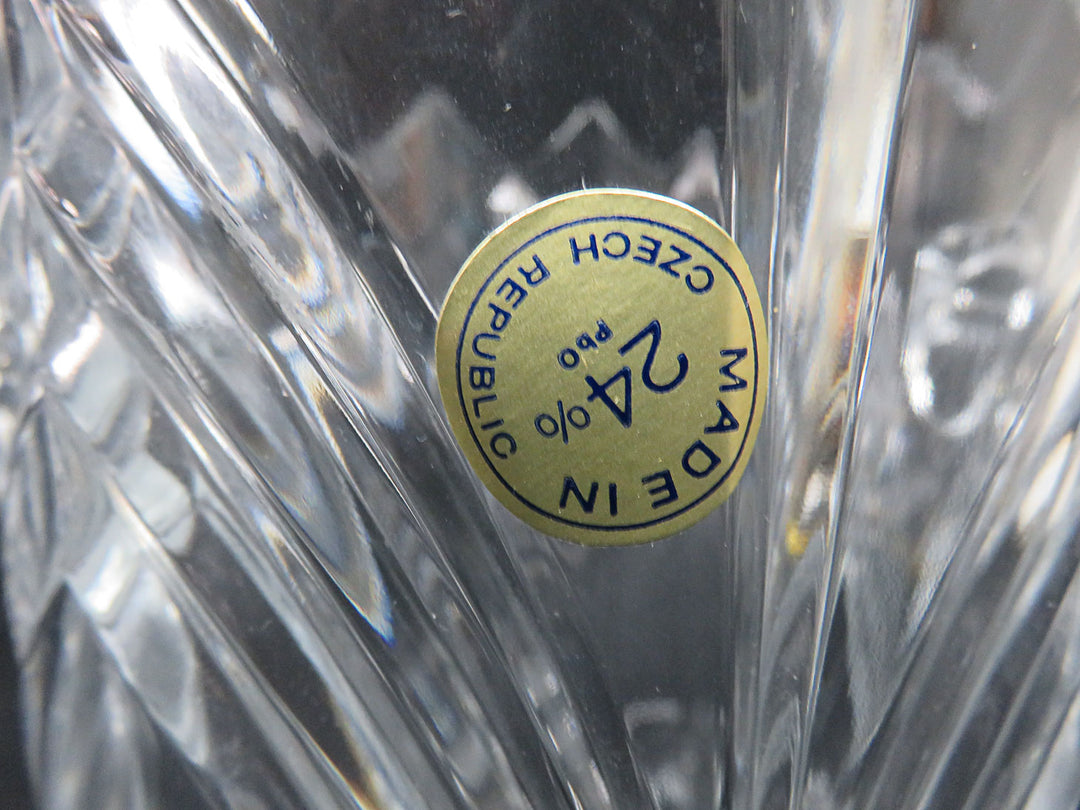 MADE IN
24%
PbO
CZECH REPUBLIC